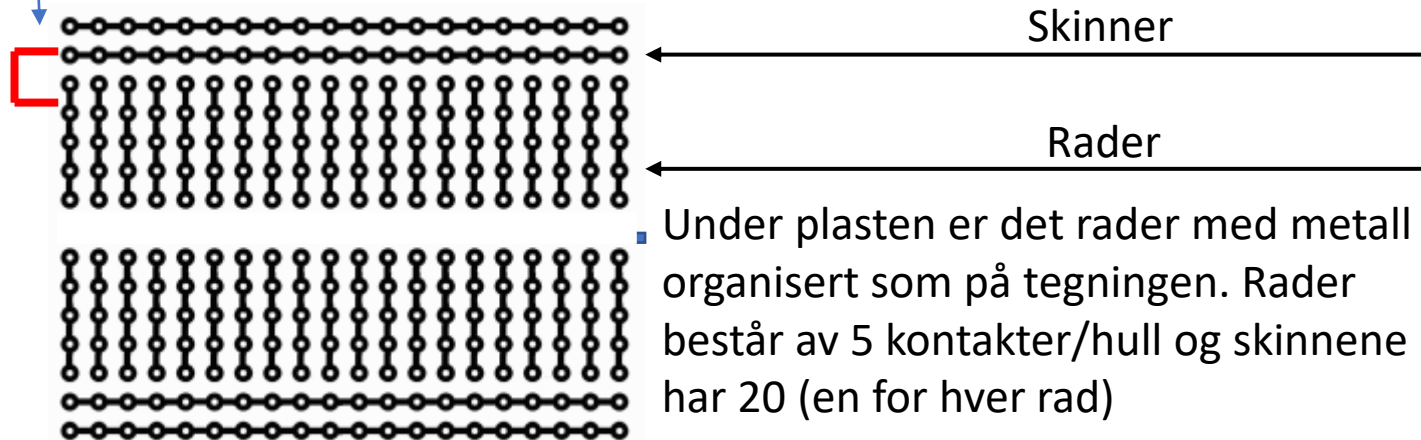 Skinner
Rader
Under plasten er det rader med metall
organisert som på tegningen. Rader
består av 5 kontakter/hull og skinnene
har 20 (en for hver rad)